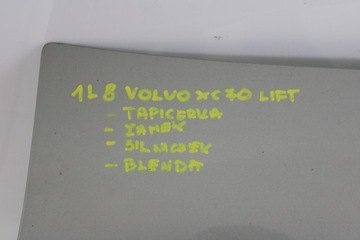 1L8 VOLVO XC70 LIFT
- TAPICERKA
- ZAMEK
- SILNICZEK
- BLENDA